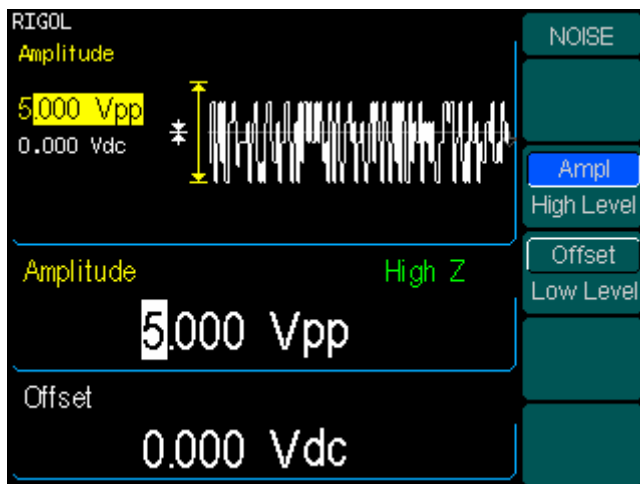 RIGOL
Amplitude
5.000 Vpp
0.000 Vdc
NOISE
Ampl
High Level
Offset
Low Level
Amplitude High Z
5.000 Vpp
Offset
0.000 Vdc